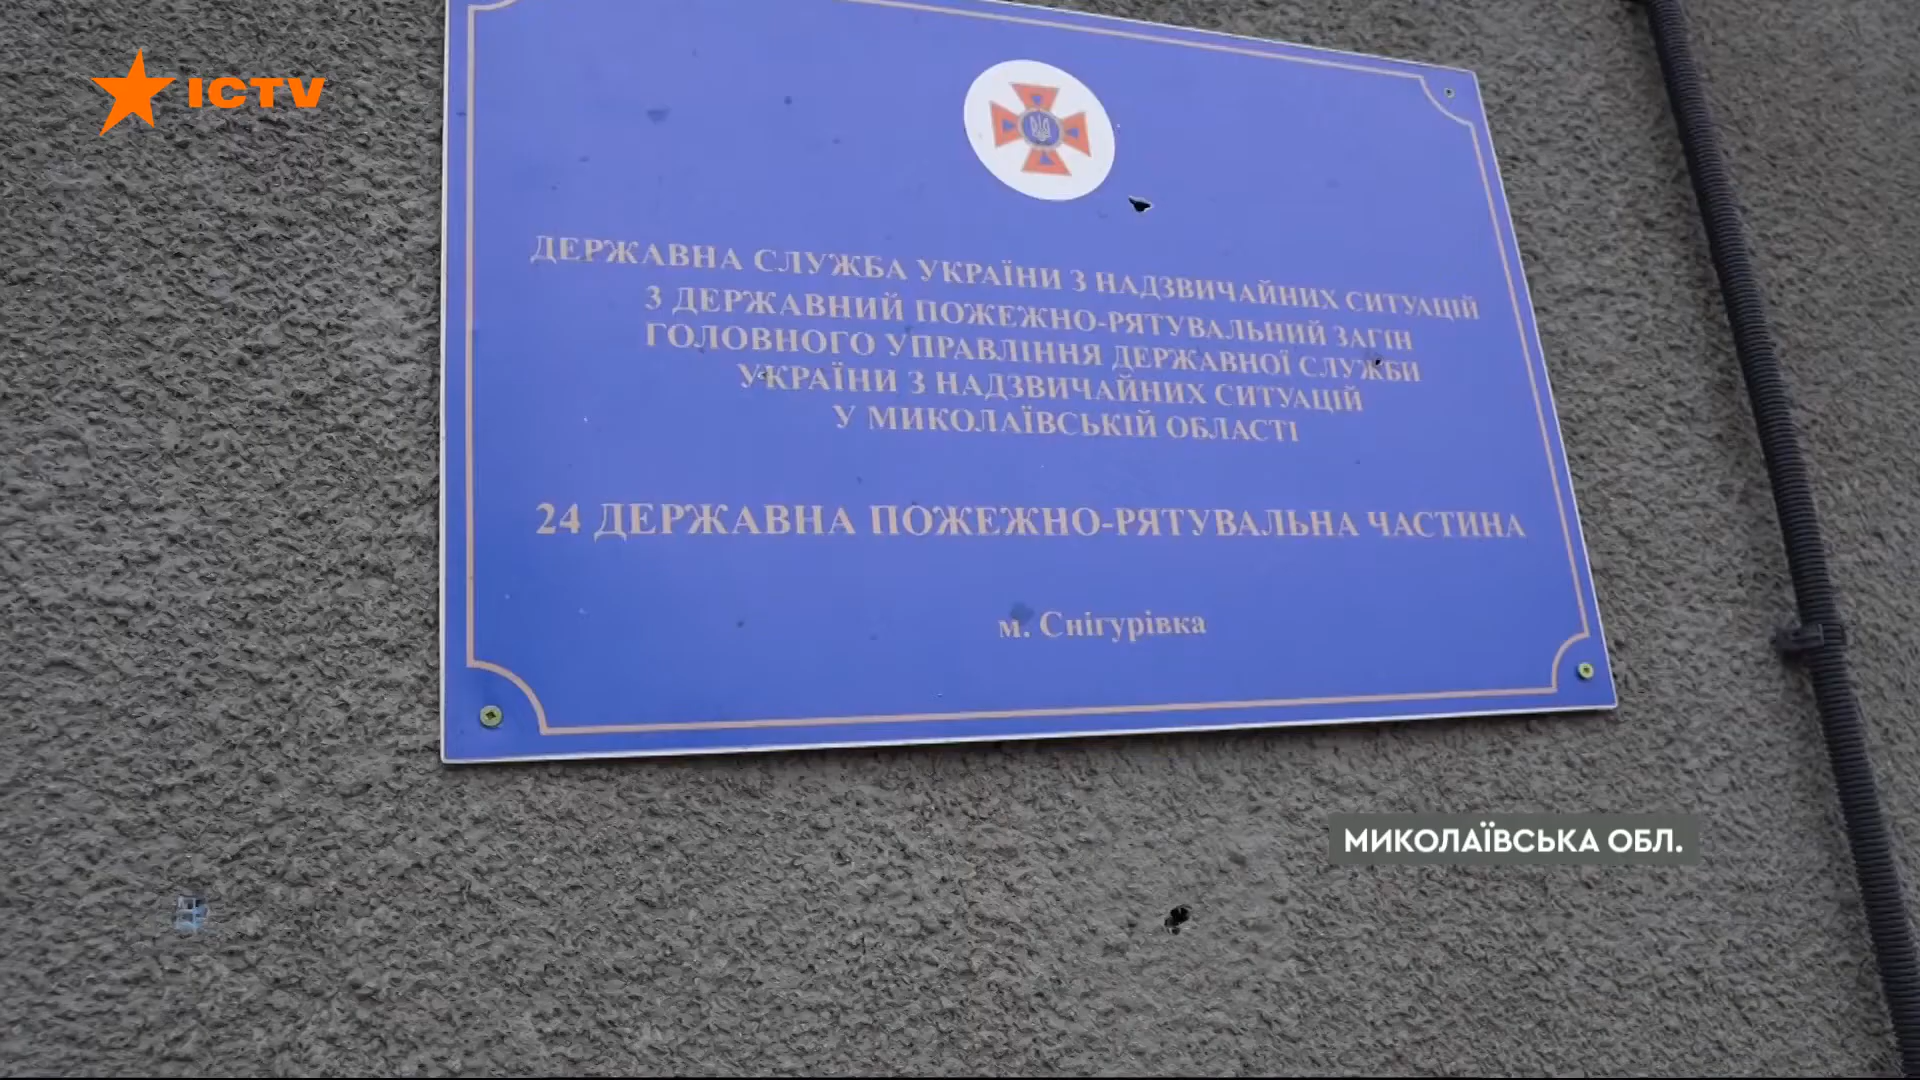 ICTV
ДЕРЖАВНА СЛУЖБА УКРАЇНИ З НАДЗВИЧАЙНИХ СИТУАЦІЙ
3 ДЕРЖАВНИЙ ПОЖЕЖНО-РЯТУВАЛЬНИЙ ЗАГІН
ГОЛОВНОГО УПРАВЛІННЯ ДЕРЖАВНОЇ СЛУЖБИ
УКРАЇНИ З НАДЗВИЧАЙНИХ СИТУАЦІЙ
У МИКОЛАЇВСЬКІЙ ОБЛАСТІ
24 ДЕРЖАВНА ПОЖЕЖНО-РЯТУВАЛЬНА ЧАСТИНА
м. Снігурівка
МИКОЛАЇВСЬКА ОБЛ.